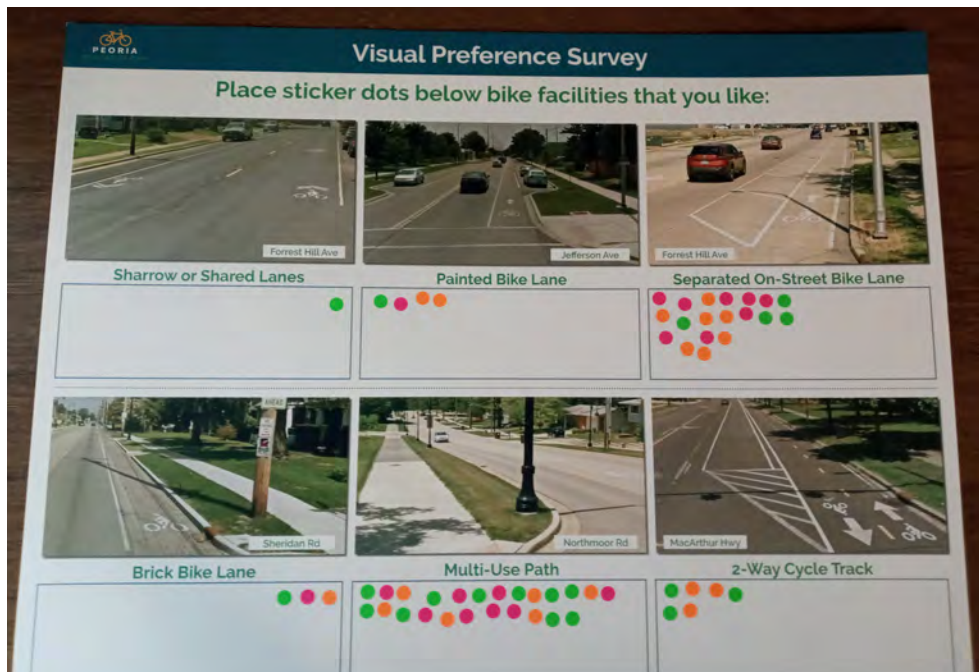 PEORIA
Visual Preference Survey
Place sticker dots below bike facilities that you like:
Forrest Hill Ave
Jefferson Ave
Forrest Hill Ave
Sharrow or Shared Lanes
Painted Bike Lane
Separated On-Street Bike Lane
AHEAD
Sheridan Rd
Northmoor Rd
MacArthur Hwy
Brick Bike Lane
Multi-Use Path
2-Way Cycle Track